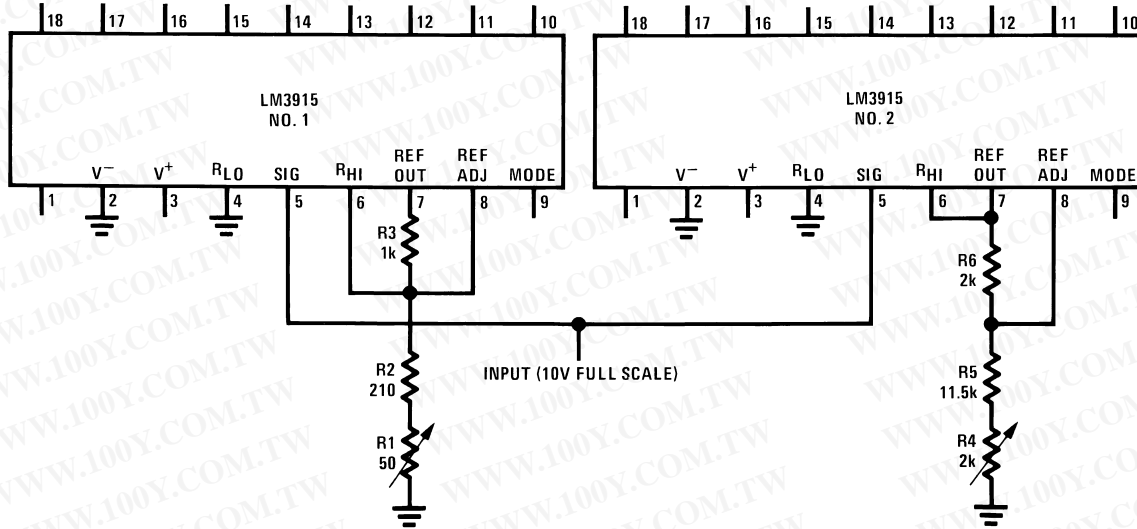 18 17 16 15 14 13 12 11 10
LM3915
NO. 1
V− V+ RLO SIG RHI REF OUT REF ADJ MODE
1 2 3 4 5 6 7 8 9
18 17 16 15 14 13 12 11 10
LM3915
NO. 2
V− V+ RLO SIG RHI REF OUT REF ADJ MODE
1 2 3 4 5 6 7 8 9
R3
1k
R2
210
R1
50
INPUT (10V FULL SCALE)
R6
2k
R5
11.5k
R4
2k
WWW.100Y.COM.TW